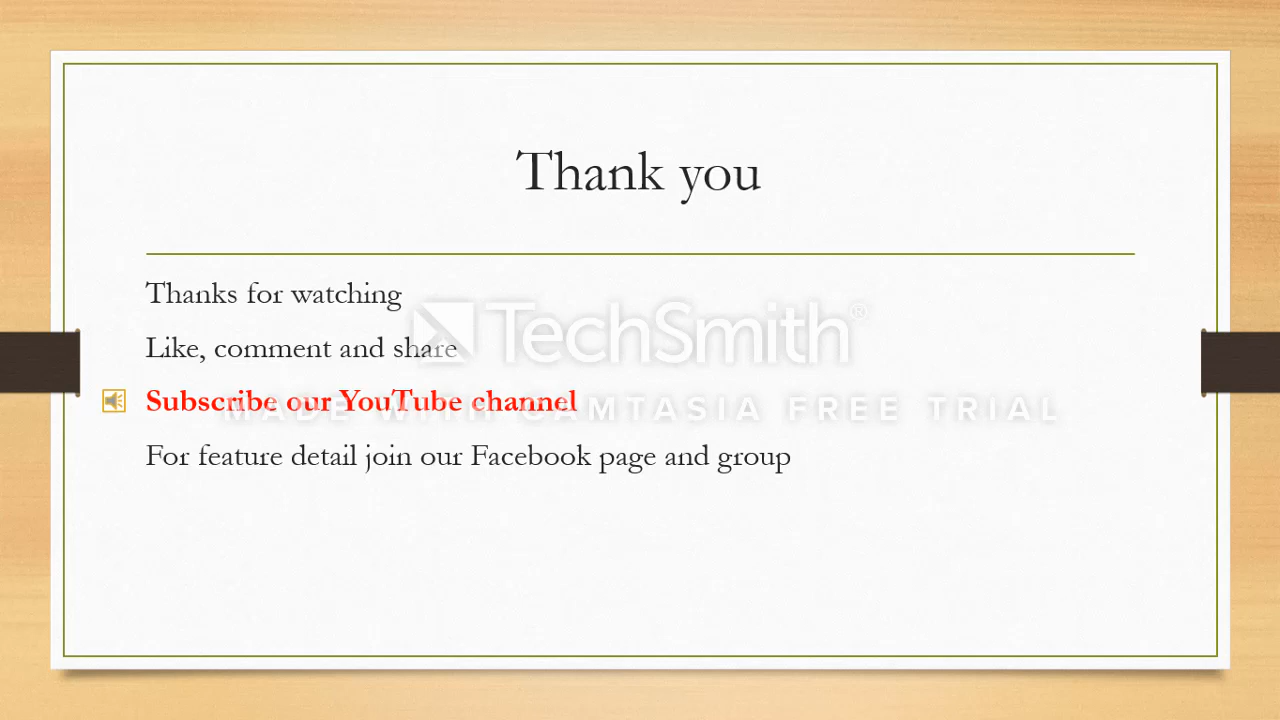 Thank you
Thanks for watching
TechSmith®
Like, comment and share
Subscribe our YouTube channel
MADE WITH CAMTASIA FREE TRIAL
For feature detail join our Facebook page and group